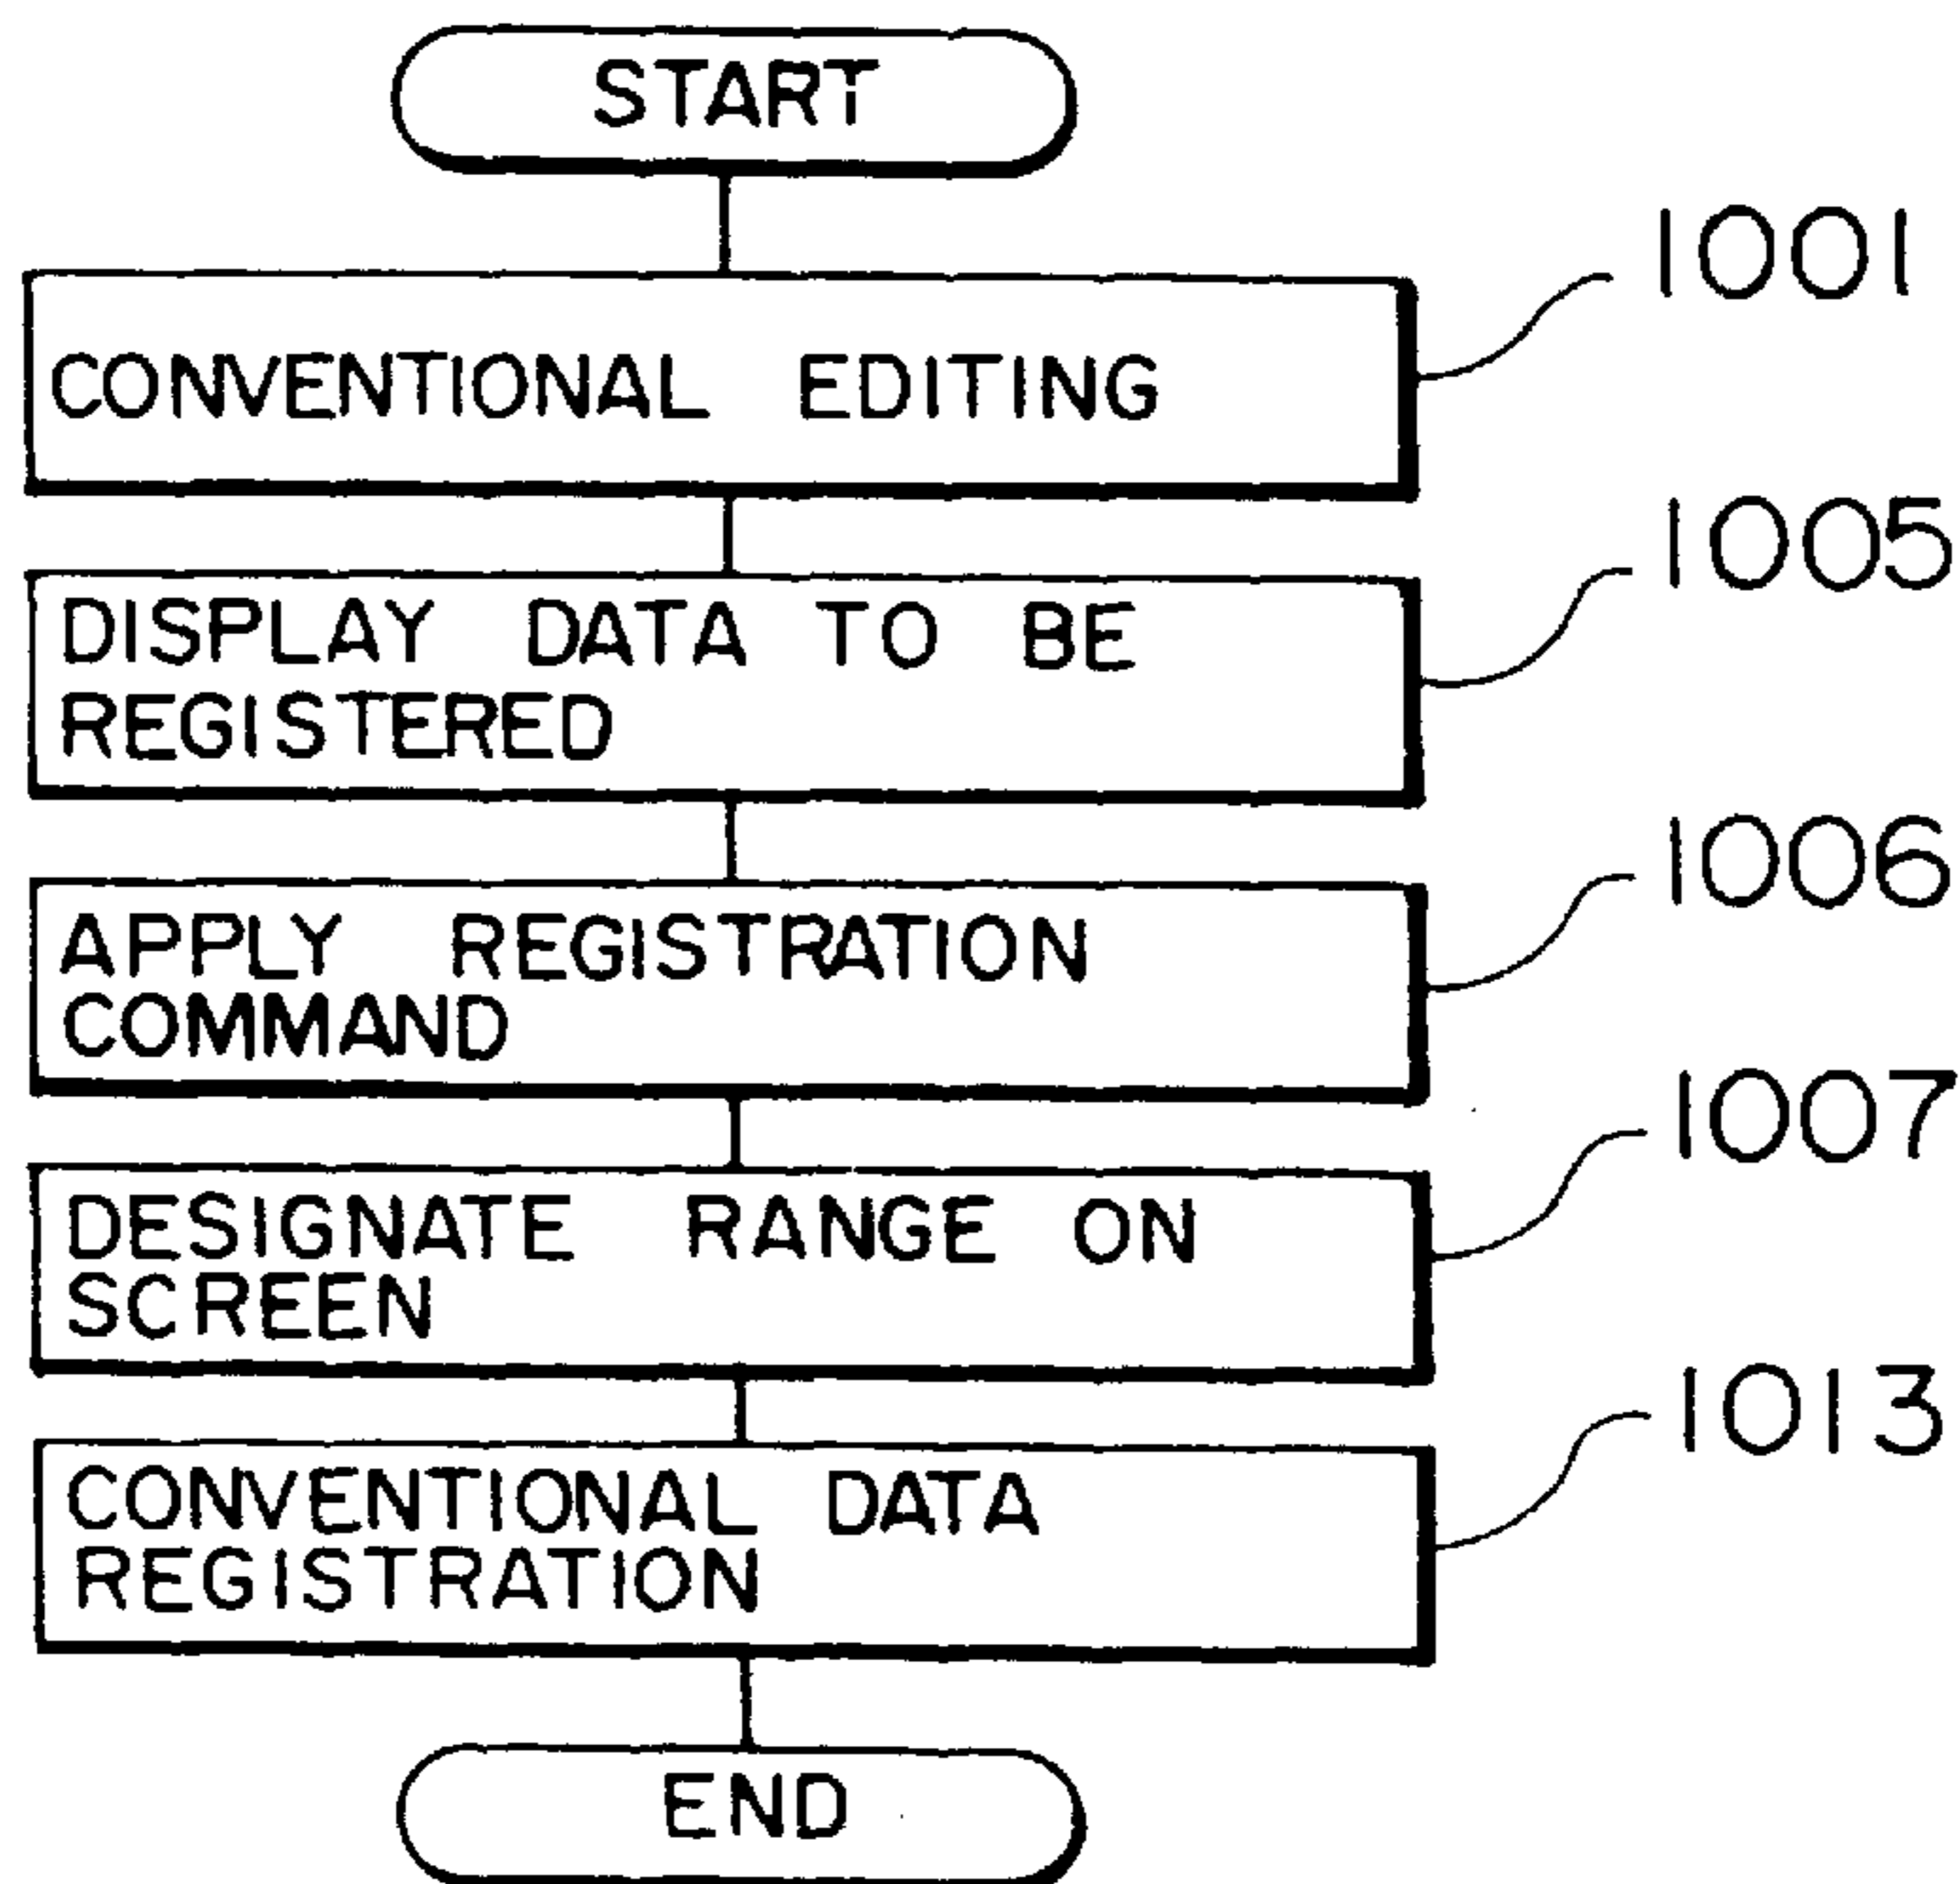 START
1001
CONVENTIONAL EDITING
1005
DISPLAY DATA TO BE
REGISTERED
1006
APPLY REGISTRATION
COMMAND
1007
DESIGNATE RANGE ON
SCREEN
1013
CONVENTIONAL DATA
REGISTRATION
END